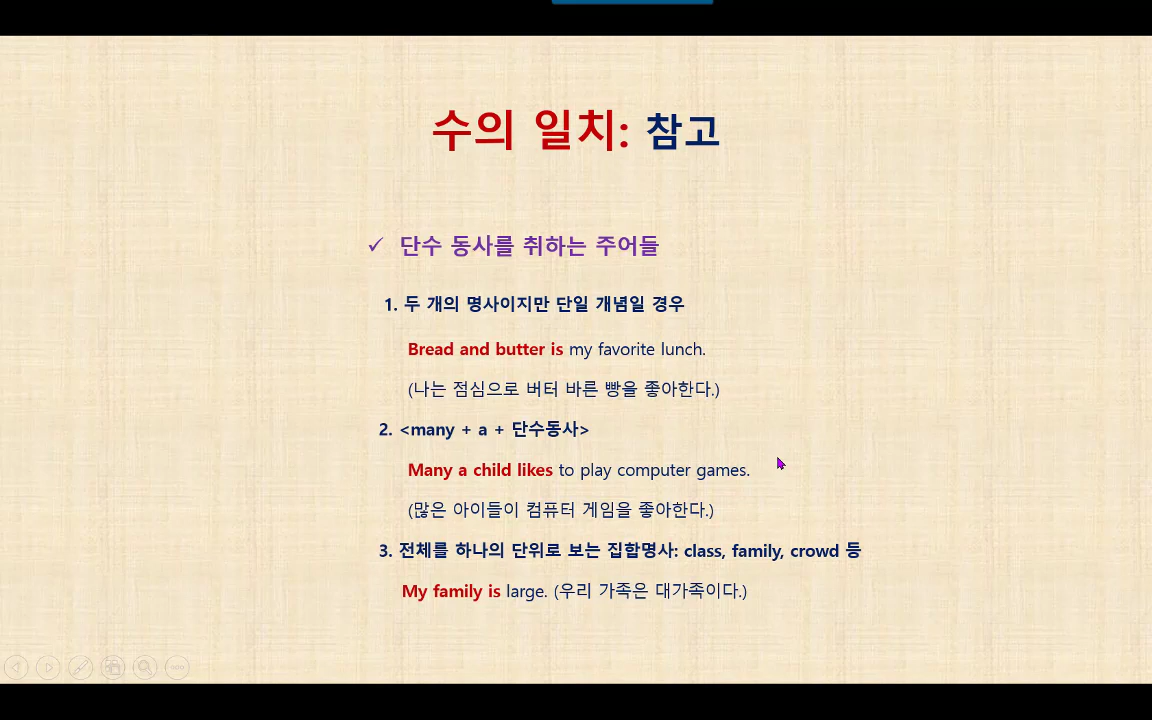 수의 일치: 참고
✓ 단수 동사를 취하는 주어들
1. 두 개의 명사이지만 단일 개념일 경우
Bread and butter is my favorite lunch.
(나는 점심으로 버터 바른 빵을 좋아한다.)
2. <many + a + 단수동사>
Many a child likes to play computer games.
(많은 아이들이 컴퓨터 게임을 좋아한다.)
3. 전체를 하나의 단위로 보는 집합명사: class, family, crowd 등
My family is large. (우리 가족은 대가족이다.)